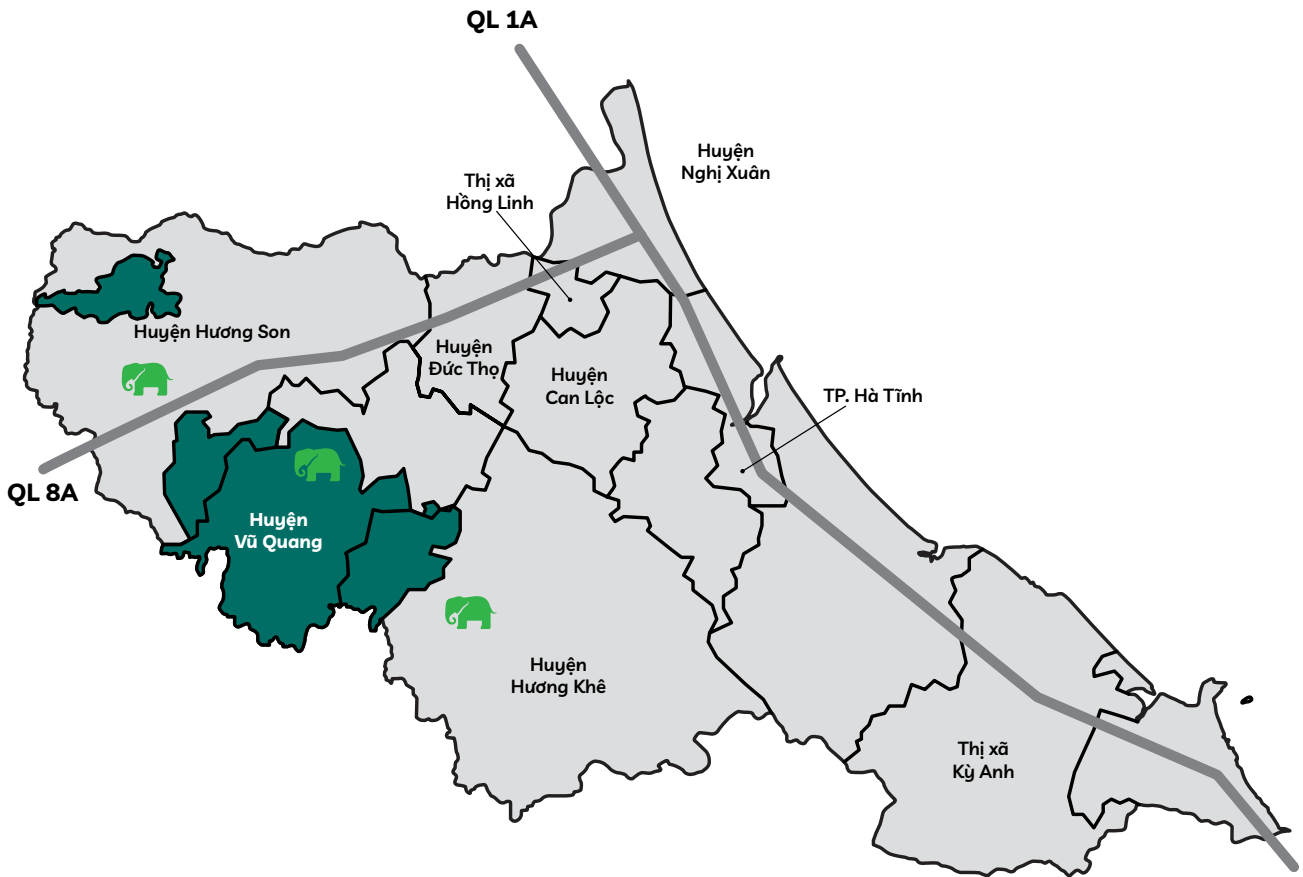 QL 1A
Huyện
Nghị Xuân
Thị xã
Hồng Linh
Huyện Hương Son
Huyện
Đức Thọ
Huyện
Can Lộc
TP. Hà Tĩnh
QL 8A
Huyện
Vũ Quang
Huyện
Hương Khê
Thị xã
Kỳ Anh